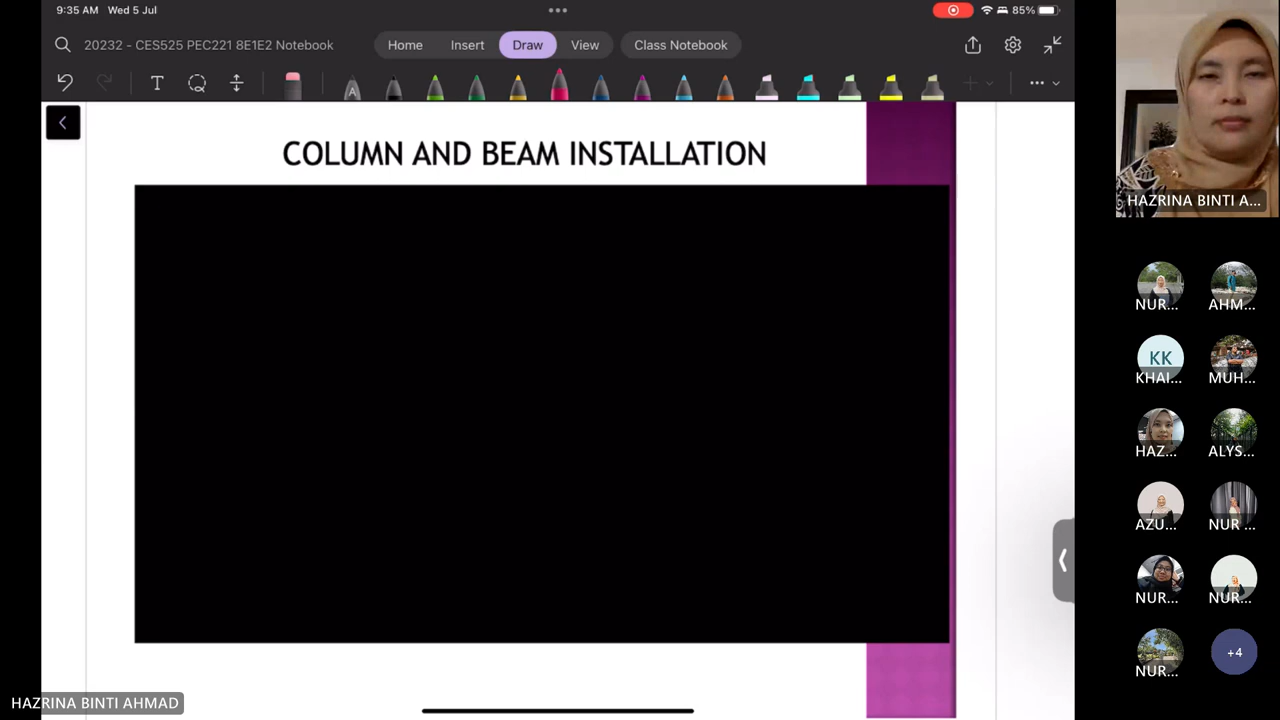 9:35 AM Wed 5 Jul
85%
20232 - CES525 PEC221 8E1E2 Notebook
Home Insert Draw View Class Notebook
T
A
COLUMN AND BEAM INSTALLATION
HAZRINA BINTI A...
NUR... AHM...
KK
KHAI... MUH...
HAZ... ALYS...
AZU... NUR ...
NUR... NUR...
NUR... +4
HAZRINA BINTI AHMAD